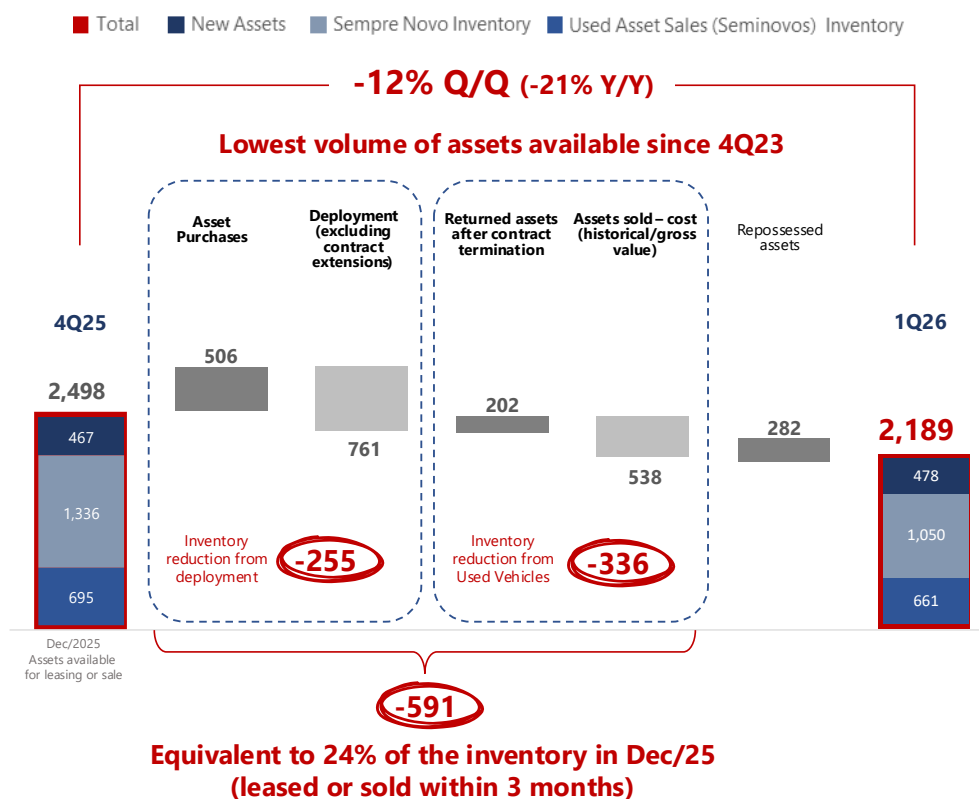 Total New Assets Sempre Novo Inventory Used Asset Sales (Seminovos) Inventory
-12% Q/Q (-21% Y/Y)
Lowest volume of assets available since 4Q23
Asset
Purchases
Deployment
(excluding
contract
extensions)
Returned assets
after contract
termination
Assets sold – cost
(historical/gross
value)
Repossessed
assets
4Q25
1Q26
2,498
506
761
202
538
282
2,189
467
1,336
695
478
1,050
661
Inventory
reduction from
deployment
-255
Inventory
reduction from
Used Vehicles
-336
Dec/2025
Assets available
for leasing or sale
-591
Equivalent to 24% of the inventory in Dec/25
(leased or sold within 3 months)